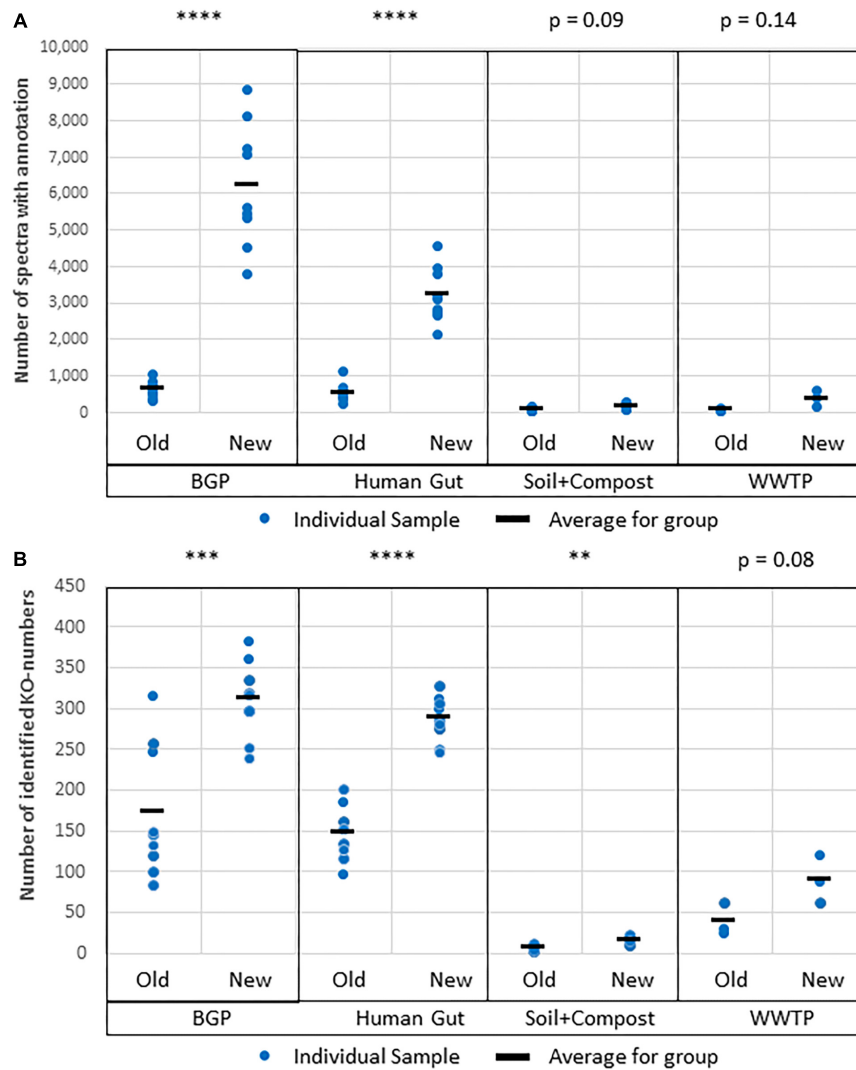 A
**** **** p = 0.09 p = 0.14
Number of spectra with annotation
10,000
9,000
8,000
7,000
6,000
5,000
4,000
3,000
2,000
1,000
0
Old New Old New Old New Old New
BGP Human Gut Soil+Compost WWTP
Individual Sample Average for group
B
*** **** ** p = 0.08
Number of identified KO-numbers
450
400
350
300
250
200
150
100
50
0
Old New Old New Old New Old New
BGP Human Gut Soil+Compost WWTP
Individual Sample Average for group